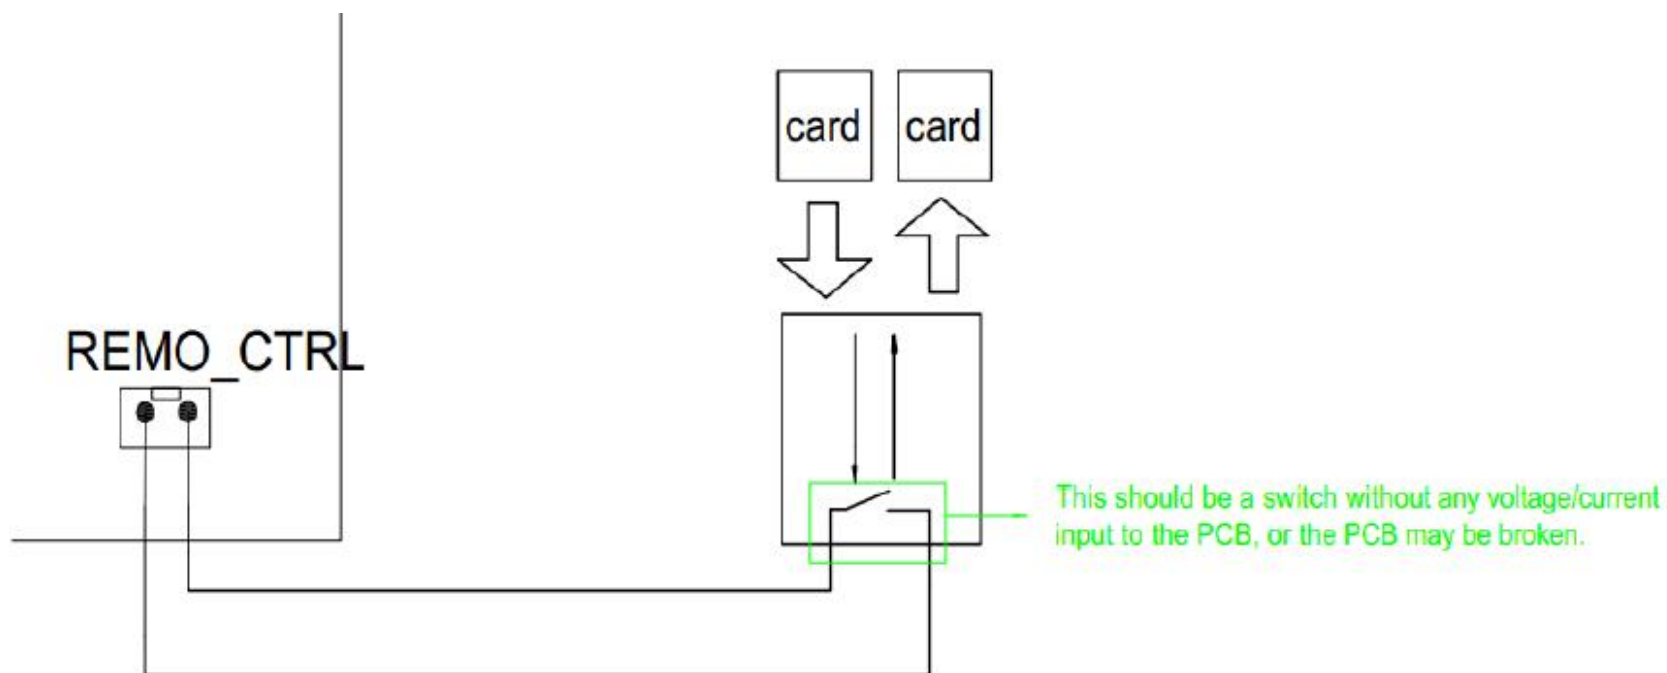 card card
REMO_CTRL
This should be a switch without any voltage/current
input to the PCB, or the PCB may be broken.